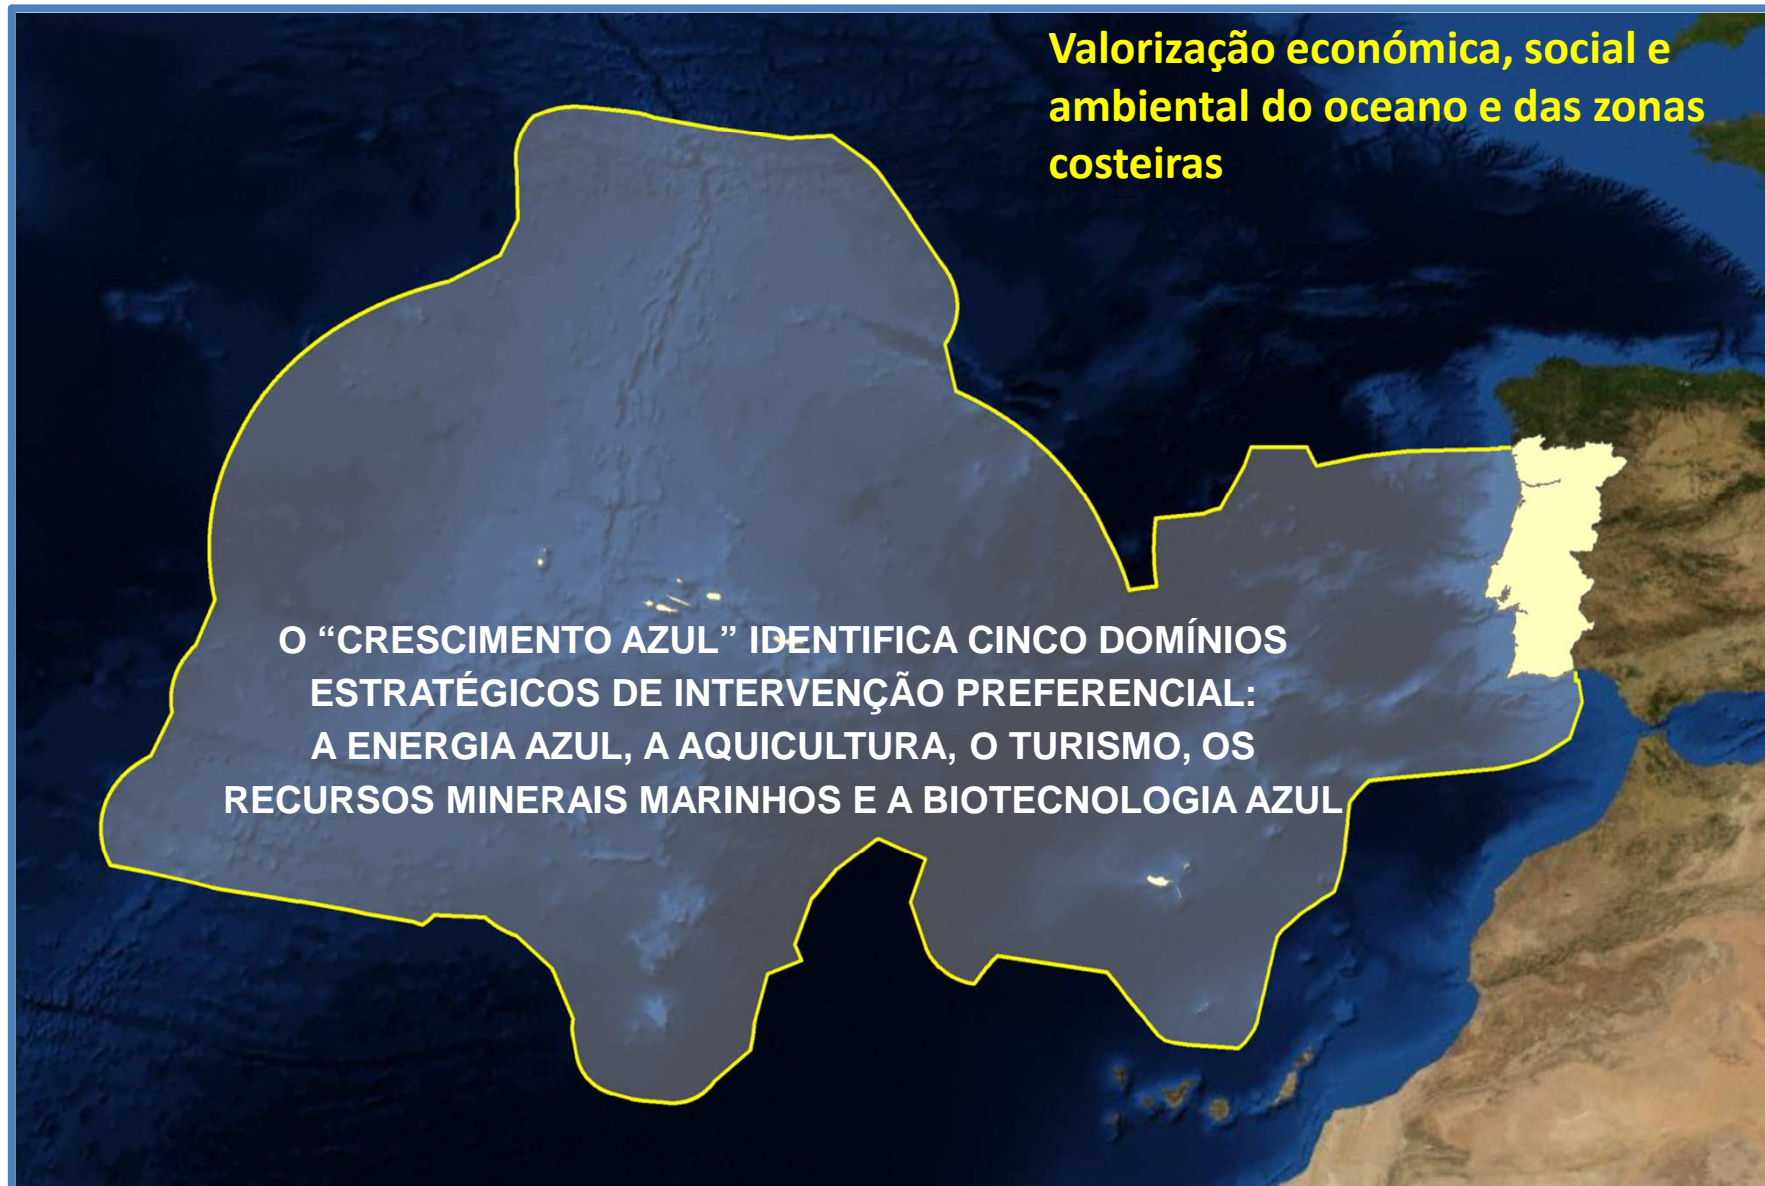 Valorização económica, social e
ambiental do oceano e das zonas
costeiras
O “CRESCIMENTO AZUL” IDENTIFICA CINCO DOMÍNIOS
ESTRATÉGICOS DE INTERVENÇÃO PREFERENCIAL:
A ENERGIA AZUL, A AQUICULTURA, O TURISMO, OS
RECURSOS MINERAIS MARINHOS E A BIOTECNOLOGIA AZUL